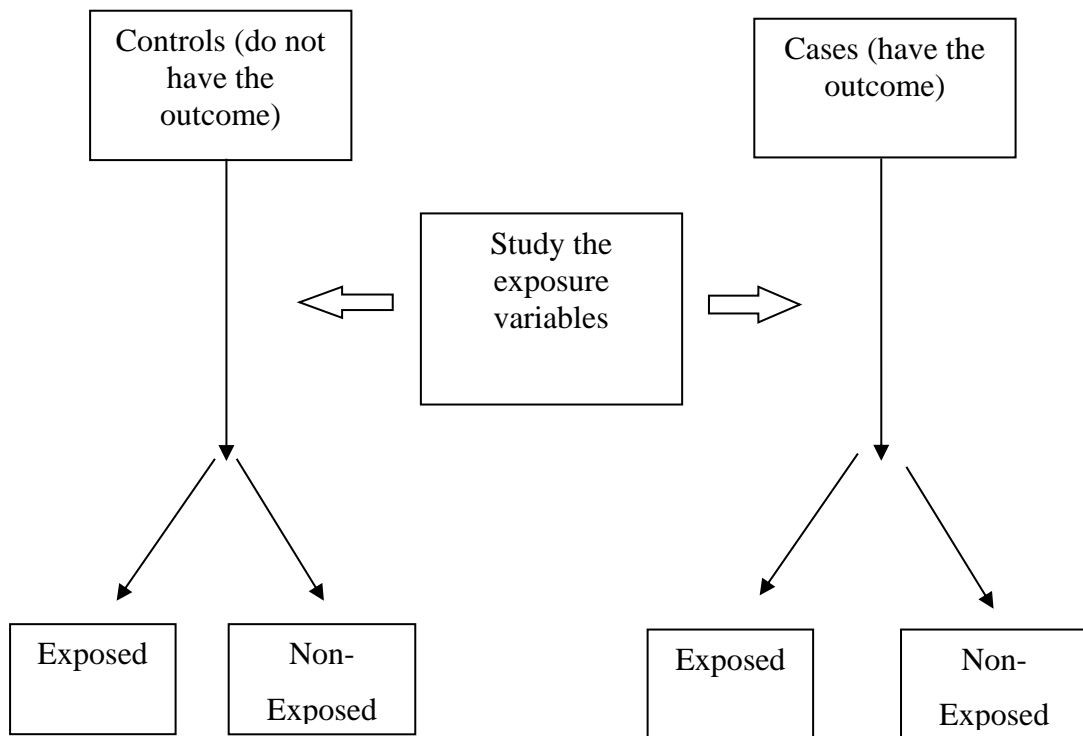 Controls (do not
have the
outcome)
Cases (have the
outcome)
Study the
exposure
variables
Exposed
Non-
Exposed
Exposed
Non-
Exposed